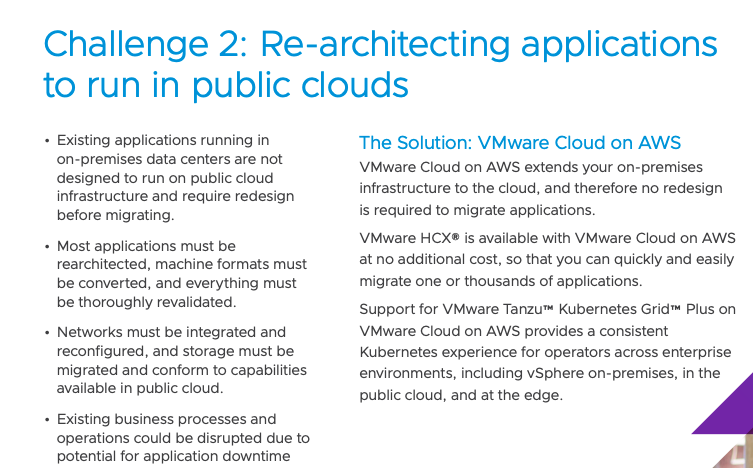 Challenge 2: Re-architecting applications
to run in public clouds
• Existing applications running in
on-premises data centers are not
designed to run on public cloud
infrastructure and require redesign
before migrating.
• Most applications must be
rearchitected, machine formats must
be converted, and everything must
be thoroughly revalidated.
• Networks must be integrated and
reconfigured, and storage must be
migrated and conform to capabilities
available in public cloud.
• Existing business processes and
operations could be disrupted due to
potential for application downtime
The Solution: VMware Cloud on AWS
VMware Cloud on AWS extends your on-premises
infrastructure to the cloud, and therefore no redesign
is required to migrate applications.
VMware HCX® is available with VMware Cloud on AWS
at no additional cost, so that you can quickly and easily
migrate one or thousands of applications.
Support for VMware Tanzu™ Kubernetes Grid™ Plus on
VMware Cloud on AWS provides a consistent
Kubernetes experience for operators across enterprise
environments, including vSphere on-premises, in the
public cloud, and at the edge.